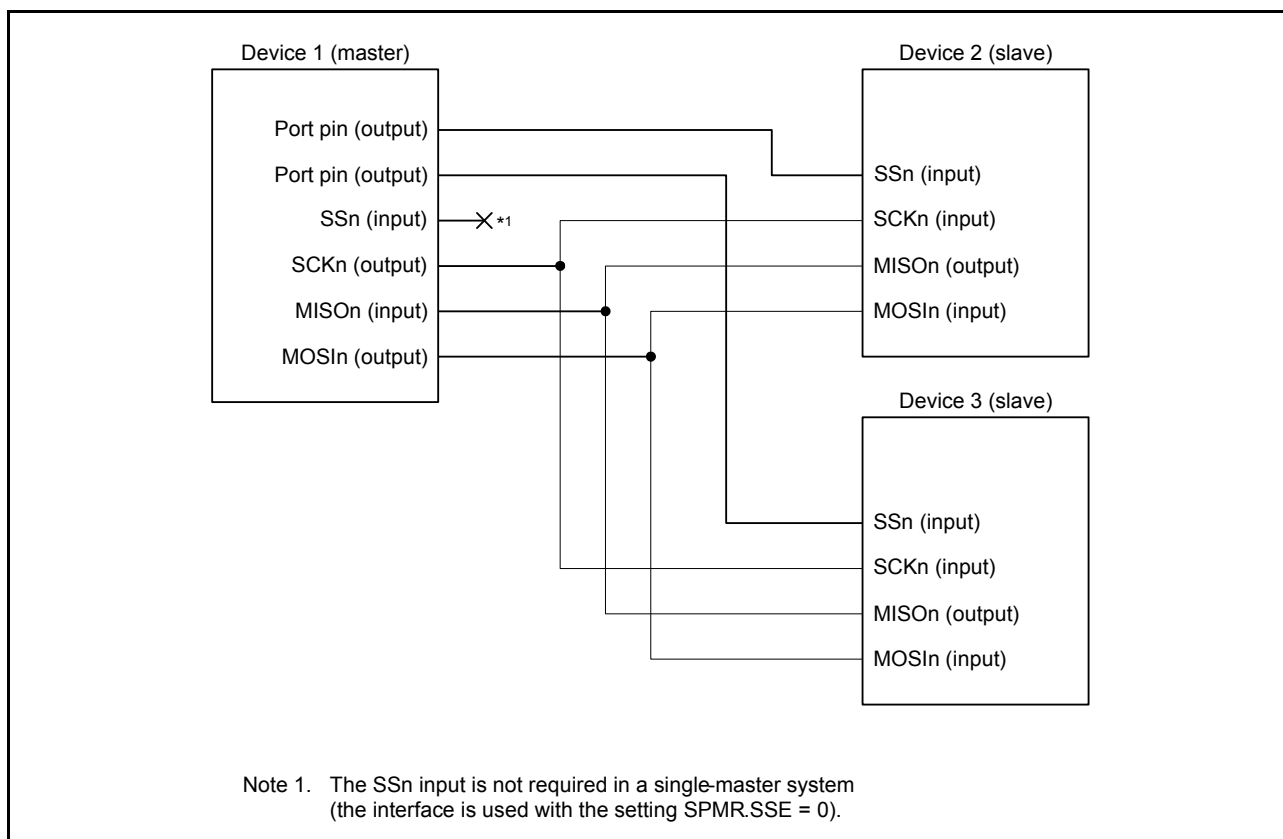 Device 1 (master)
Port pin (output)
Port pin (output)
SSn (input)
*1
SCKn (output)
MISOn (input)
MOSIn (output)
Device 2 (slave)
SSn (input)
SCKn (input)
MISOn (output)
MOSIn (input)
Device 3 (slave)
SSn (input)
SCKn (input)
MISOn (output)
MOSIn (input)
Note 1. The SSn input is not required in a single-master system
(the interface is used with the setting SPMR.SSE = 0).